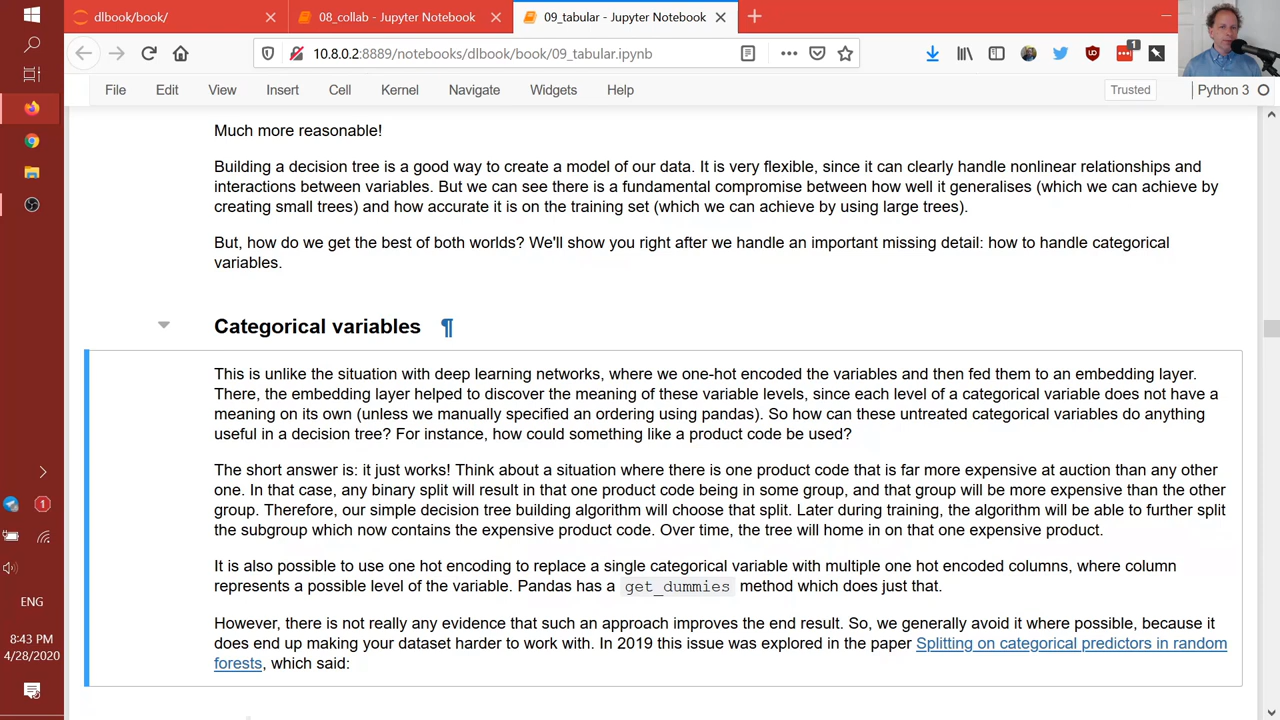 dlbook/book/
08_collab - Jupyter Notebook
09_tabular - Jupyter Notebook
10.8.0.2:8889/notebooks/dlbook/book/09_tabular.ipynb
1
File Edit View Insert Cell Kernel Navigate Widgets Help
Trusted
Python 3
Much more reasonable!
Building a decision tree is a good way to create a model of our data. It is very flexible, since it can clearly handle nonlinear relationships and
interactions between variables. But we can see there is a fundamental compromise between how well it generalises (which we can achieve by
creating small trees) and how accurate it is on the training set (which we can achieve by using large trees).
But, how do we get the best of both worlds? We'll show you right after we handle an important missing detail: how to handle categorical
variables.
Categorical variables ¶
This is unlike the situation with deep learning networks, where we one-hot encoded the variables and then fed them to an embedding layer.
There, the embedding layer helped to discover the meaning of these variable levels, since each level of a categorical variable does not have a
meaning on its own (unless we manually specified an ordering using pandas). So how can these untreated categorical variables do anything
useful in a decision tree? For instance, how could something like a product code be used?
The short answer is: it just works! Think about a situation where there is one product code that is far more expensive at auction than any other
one. In that case, any binary split will result in that one product code being in some group, and that group will be more expensive than the other
group. Therefore, our simple decision tree building algorithm will choose that split. Later during training, the algorithm will be able to further split
the subgroup which now contains the expensive product code. Over time, the tree will home in on that one expensive product.
It is also possible to use one hot encoding to replace a single categorical variable with multiple one hot encoded columns, where column
represents a possible level of the variable. Pandas has a get_dummies method which does just that.
However, there is not really any evidence that such an approach improves the end result. So, we generally avoid it where possible, because it
does end up making your dataset harder to work with. In 2019 this issue was explored in the paper Splitting on categorical predictors in random
forests, which said:
1
ENG
8:43 PM
4/28/2020